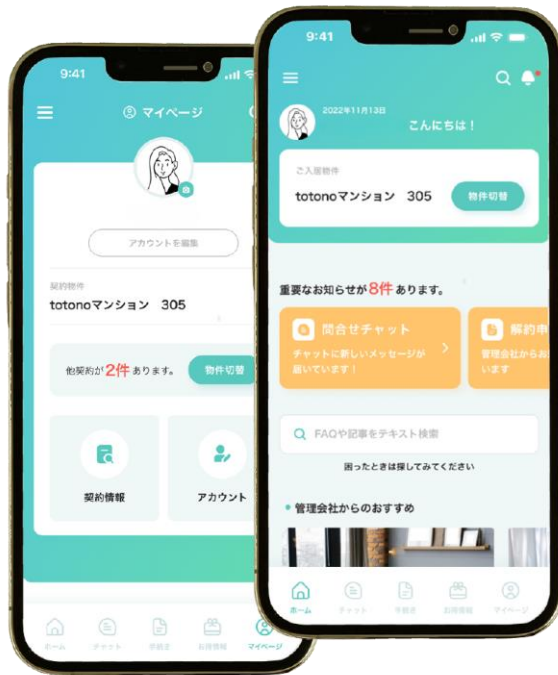 9:41
マイページ
アカウントを編集
契約物件
totonoマンション 305
他契約が2件あります。
物件切替
契約情報
アカウント
ホーム
チャット
手続き
お得情報
マイページ
9:41
2022年11月13日
こんにちは！
ご入居物件
totonoマンション 305
物件切替
重要なお知らせが8件あります。
問合せチャット
チャットに新しいメッセージが
届いています！
解約申
管理会社からお
います
FAQや記事をテキスト検索
困ったときは探してみてください
管理会社からのおすすめ
ホーム
チャット
手続き
お得情報
マイページ